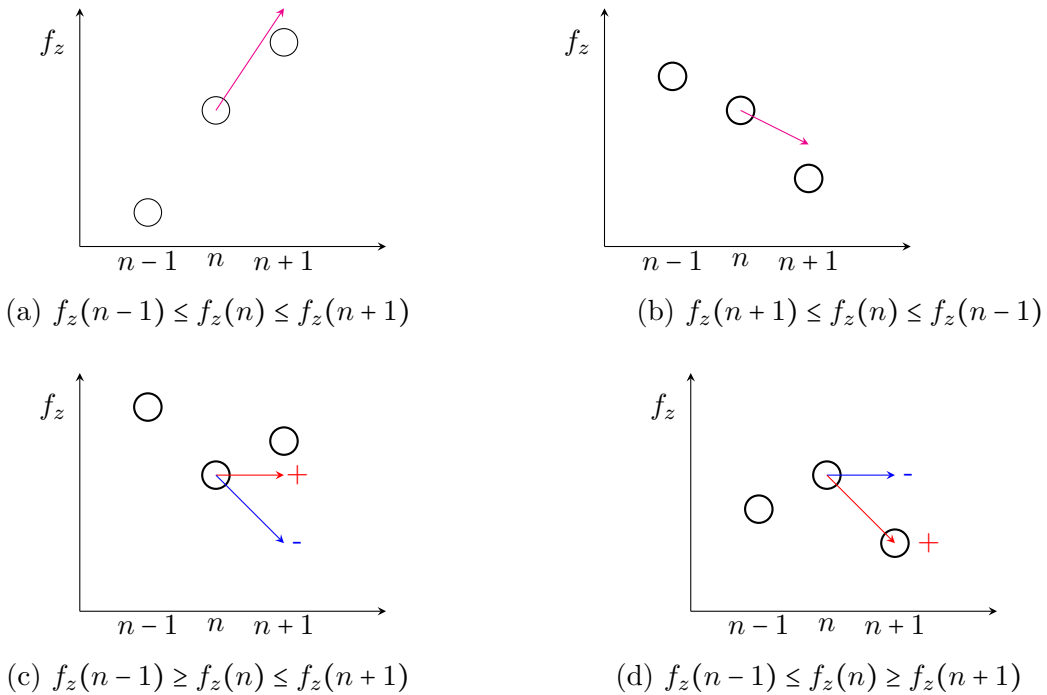 f_z
n − 1 n n + 1
(a) f_z(n − 1) ≤ f_z(n) ≤ f_z(n + 1)
f_z
n − 1 n n + 1
(b) f_z(n + 1) ≤ f_z(n) ≤ f_z(n − 1)
f_z
+
-
n − 1 n n + 1
(c) f_z(n − 1) ≥ f_z(n) ≤ f_z(n + 1)
f_z
-
+
n − 1 n n + 1
(d) f_z(n − 1) ≤ f_z(n) ≥ f_z(n + 1)